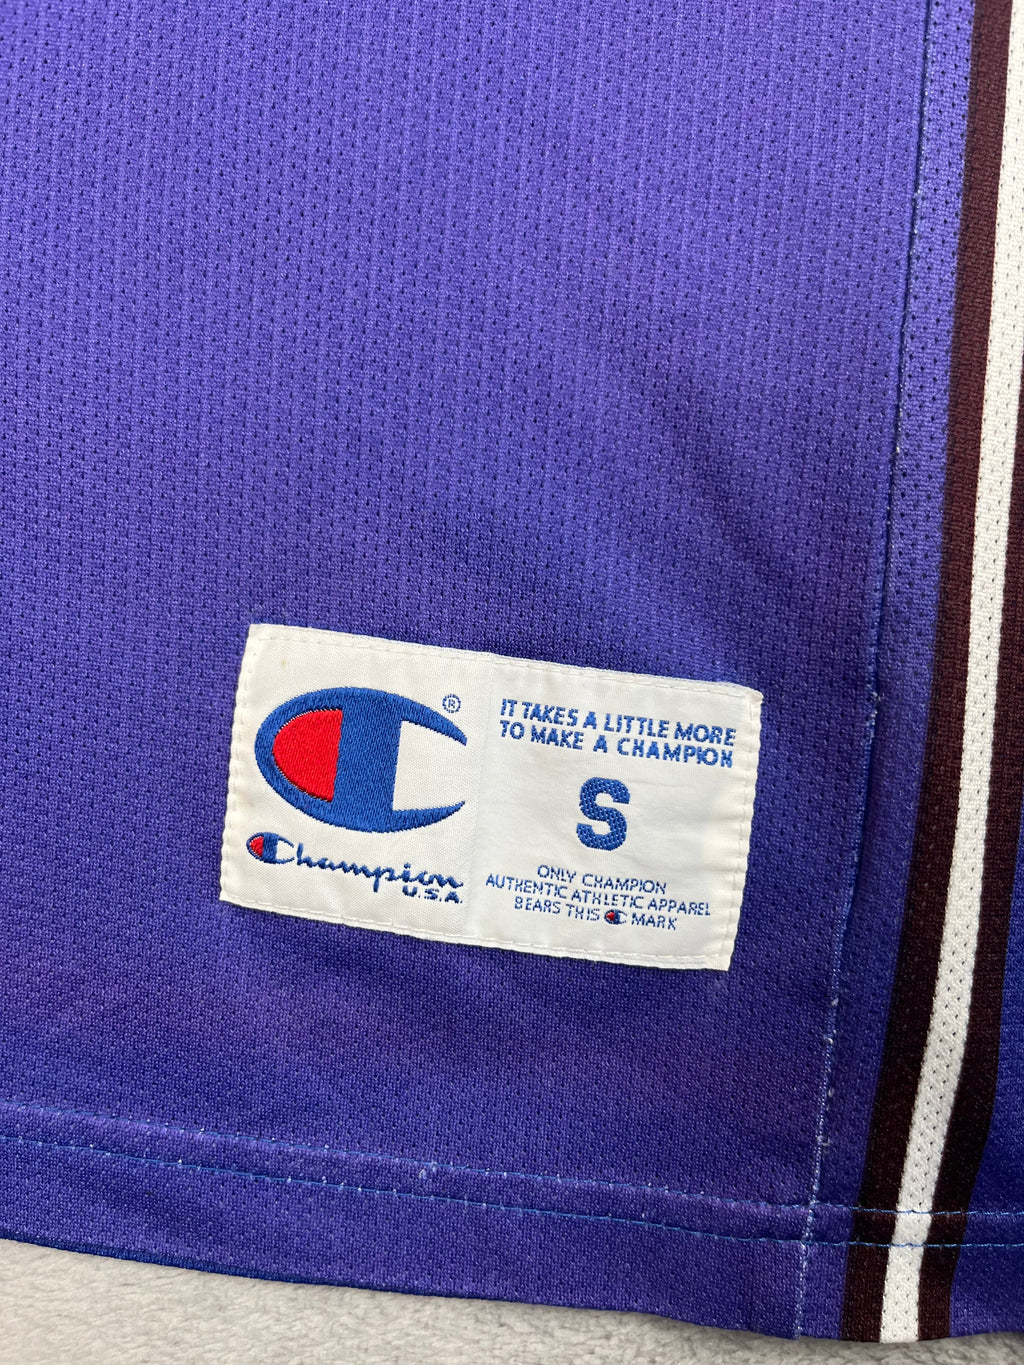 ®
Champion
U.S.A.
IT TAKES A LITTLE MORE
TO MAKE A CHAMPION
S
ONLY CHAMPION
AUTHENTIC ATHLETIC APPAREL
BEARS THIS C MARK